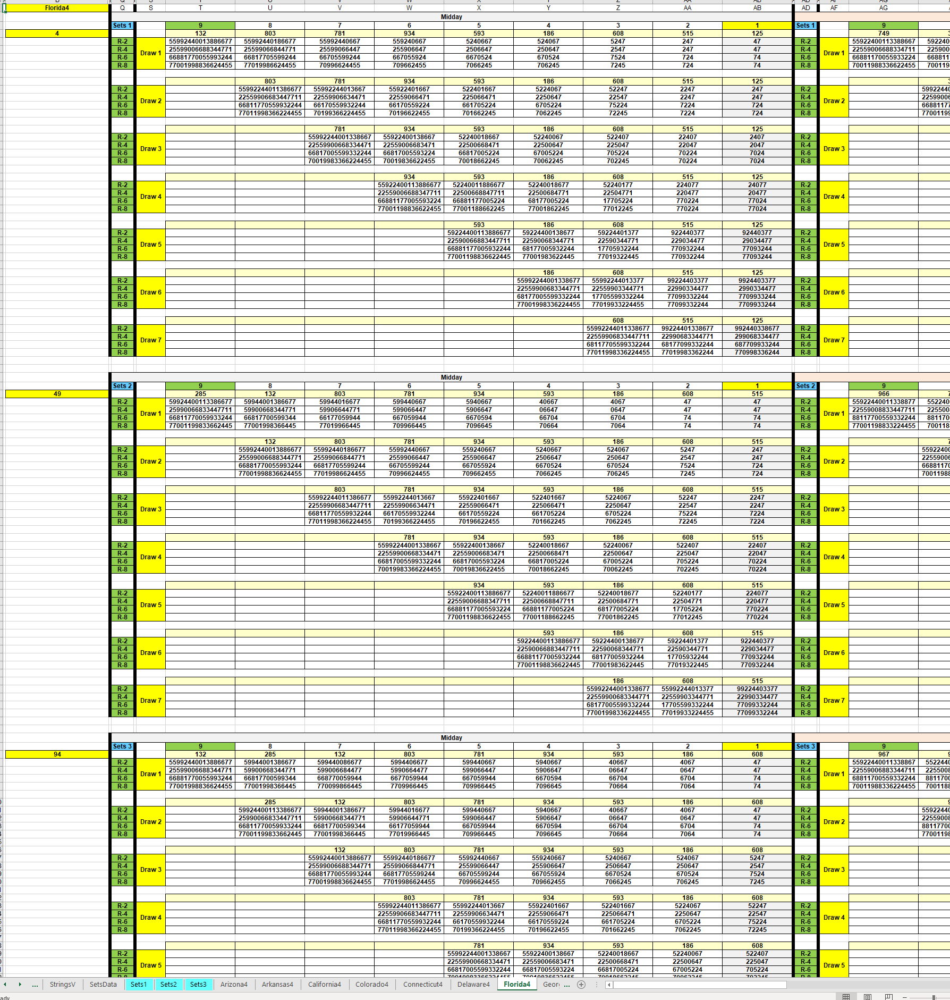 Florida4 Q S T U V W X Y Z AA AB AD AF AG
Midday
Sets 1 9 8 7 6 5 4 3 2 1 Sets 1 9
4 132 803 781 934 593 186 608 515 125 749
R-2 55992440013886677 55992440186677 55992440667 559240667 5240667 524067 5247 247 47 R-2 55922400113388667
R-4 Draw 1 25599006688344771 25599066844771 25599066447 255906647 2506647 250647 2547 247 47 R-4 Draw 1 22559006688334711
R-6 66881770055993244 66817705599244 66705599244 667055924 6670524 670524 7524 724 74 R-6 66881170055933224
R-8 77001998836624455 77019986624455 70996624455 709662455 7066245 706245 7245 724 74 R-8 70011988336622455
803 781 934 593 186 608 515 125
R-2 55992244011386677 55992244013667 55922401667 522401667 5224067 52247 2247 247 R-2
R-4 Draw 2 22559906683447711 22559906634471 22559066471 225066471 2250647 22547 2247 247 R-4 Draw 2
R-6 66811770559932244 66170559932244 66170559224 661705224 6705224 75224 7224 724 R-6
R-8 77011998366224455 70199366224455 70196622455 701662245 7062245 72245 7224 724 R-8
781 934 593 186 608 515 125
R-2 55992244001338667 55922400138667 52240018667 52240067 522407 22407 2407 R-2
R-4 Draw 3 22559900668334471 22559006683471 22500668471 22500647 225047 22047 2047 R-4 Draw 3
R-6 66817005599332244 66817005593224 66817005224 67005224 705224 70224 7024 R-6
R-8 70019983366224455 70019836622455 70018662245 70062245 702245 70224 7024 R-8
934 593 186 608 515 125
R-2 55922400113886677 52240011886677 52240018677 52240177 224077 24077 R-2
R-4 Draw 4 22559006688347711 22500668847711 22500684771 22504771 220477 20477 R-4 Draw 4
R-6 66881177005593224 66881177005224 68177005224 17705224 770224 77024 R-6
R-8 77001198836622455 77001188662245 77001862245 77012245 770224 77024 R-8
593 186 608 515 125
R-2 59224400113886677 59224400138677 59224401377 922440377 92440377 R-2
R-4 Draw 5 22590066883447711 22590068344771 22590344771 229034477 29034477 R-4 Draw 5
R-6 66881177005932244 68177005932244 17705932244 770932244 77093244 R-6
R-8 77001198836622445 77001983622445 77019322445 770932244 77093244 R-8
186 608 515 125
R-2 55992244001338677 55992244013377 99224403377 9924403377 R-2
R-4 Draw 6 22559900683344771 22559903344771 22990334477 2990334477 R-4 Draw 6
R-6 68177005599332244 17705599332244 77099332244 7709933244 R-6
R-8 77001998336224455 77019933224455 77099332244 7709933244 R-8
608 515 125
R-2 55992244011338677 99224401338677 992440338677 R-2
R-4 Draw 7 22559906833447711 22990683344771 299068334477 R-4 Draw 7
R-6 68117705599332244 68177099332244 687709933244 R-6
R-8 77011998336224455 77019983362244 770998336244 R-8
Midday
Sets 2 9 8 7 6 5 4 3 2 1 Sets 2 9
49 285 132 803 781 934 593 186 608 515 966
R-2 59924400113386677 59944001386677 59944016677 599440667 5940667 40667 4067 47 47 R-2 55922440011338877
R-4 Draw 1 25990066833447711 59900668344771 59906644771 599066447 5906647 06647 0647 47 47 R-4 Draw 1 22559008833447711
R-6 66811770059933244 66817700599344 66177059944 667059944 6670594 66704 6704 74 74 R-6 88117700559332244
R-8 77001199833662445 77001998366445 77019966445 709966445 7096645 70664 7064 74 74 R-8 77001198833224455
132 803 781 934 593 186 608 515
R-2 55992440013886677 55992440186677 55992440667 559240667 5240667 524067 5247 247 R-2
R-4 Draw 2 25599006688344771 25599066844771 25599066447 255906647 2506647 250647 2547 247 R-4 Draw 2
R-6 66881770055993244 66817705599244 66705599244 667055924 6670524 670524 7524 724 R-6
R-8 77001998836624455 77019986624455 70996624455 709662455 7066245 706245 7245 724 R-8
803 781 934 593 186 608 515
R-2 55992244011386677 55992244013667 55922401667 522401667 5224067 52247 2247 R-2
R-4 Draw 3 22559906683447711 22559906634471 22559066471 225066471 2250647 22547 2247 R-4 Draw 3
R-6 66811770559932244 66170559932244 66170559224 661705224 6705224 75224 7224 R-6
R-8 77011998366224455 70199366224455 70196622455 701662245 7062245 72245 7224 R-8
781 934 593 186 608 515
R-2 55992244001338667 55922400138667 52240018667 52240067 522407 22407 R-2
R-4 Draw 4 22559900668334471 22559006683471 22500668471 22500647 225047 22047 R-4 Draw 4
R-6 66817005599332244 66817005593224 66817005224 67005224 705224 70224 R-6
R-8 70019983366224455 70019836622455 70018662245 70062245 702245 70224 R-8
934 593 186 608 515
R-2 55922400113886677 52240011886677 52240018677 52240177 224077 R-2
R-4 Draw 5 22559006688347711 22500668847711 22500684771 22504771 220477 R-4 Draw 5
R-6 66881177005593224 66881177005224 68177005224 17705224 770224 R-6
R-8 77001198836622455 77001188662245 77001862245 77012245 770224 R-8
593 186 608 515
R-2 59224400113886677 59224400138677 59224401377 922440377 R-2
R-4 Draw 6 22590066883447711 22590068344771 22590344771 229034477 R-4 Draw 6
R-6 66881177005932244 68177005932244 17705932244 770932244 R-6
R-8 77001198836622445 77001983622445 77019322445 770932244 R-8
186 608 515
R-2 55992244001338677 55992244013377 99224403377 R-2
R-4 Draw 7 22559900683344771 22559903344771 22990334477 R-4 Draw 7
R-6 68177005599332244 17705599332244 77099332244 R-6
R-8 77001998336224455 77019933224455 77099332244 R-8
Midday
Sets 3 9 8 7 6 5 4 3 2 1 Sets 3 9
94 132 285 132 803 781 934 593 186 608 967
R-2 55992440013886677 59944001386677 599440086677 5994406677 599440667 5940667 40667 4067 47 R-2 55922440011338867
R-4 Draw 1 25599006688344771 59900668344771 599006684477 5990664477 599066447 5906647 06647 0647 47 R-4 Draw 1 22559006883344711
R-6 66881770055993244 66817700599344 668770059944 6677059944 667059944 6670594 66704 6704 74 R-6 68811700559332244
R-8 77001998836624455 77001998366445 770099866445 7709966445 709966445 7096645 70664 7064 74 R-8 70011988336224455
285 132 803 781 934 593 186 608
R-2 59924400113386677 59944001386677 59944016677 599440667 5940667 40667 4067 47 R-2
R-4 Draw 2 25990066833447711 59900668344771 59906644771 599066447 5906647 06647 0647 47 R-4 Draw 2
R-6 66811770059933244 66817700599344 66177059944 667059944 6670594 66704 6704 74 R-6
R-8 77001199833662445 77001998366445 77019966445 709966445 7096645 70664 7064 74 R-8
132 803 781 934 593 186 608
R-2 55992440013886677 55992440186677 55992440667 559240667 5240667 524067 5247 R-2
R-4 Draw 3 25599006688344771 25599066844771 25599066447 255906647 2506647 250647 2547 R-4 Draw 3
R-6 66881770055993244 66817705599244 66705599244 667055924 6670524 670524 7524 R-6
R-8 77001998836624455 77019986624455 70996624455 709662455 7066245 706245 7245 R-8
803 781 934 593 186 608
R-2 55992244011386677 55992244013667 55922401667 522401667 5224067 52247 R-2
R-4 Draw 4 22559906683447711 22559906634471 22559066471 225066471 2250647 22547 R-4 Draw 4
R-6 66811770559932244 66170559932244 66170559224 661705224 6705224 75224 R-6
R-8 77011998366224455 70199366224455 70196622455 701662245 7062245 72245 R-8
781 934 593 186 608
R-2 55992244001338667 55922400138667 52240018667 52240067 522407 R-2
R-4 Draw 5 22559900668334471 22559006683471 22500668471 22500647 225047 R-4 Draw 5
R-6 66817005599332244 66817005593224 66817005224 67005224 705224 R-6
... StringsV SetsData Sets1 Sets2 Sets3 Arizona4 Arkansas4 California4 Colorado4 Connecticut4 Delaware4 Florida4 Georg ...